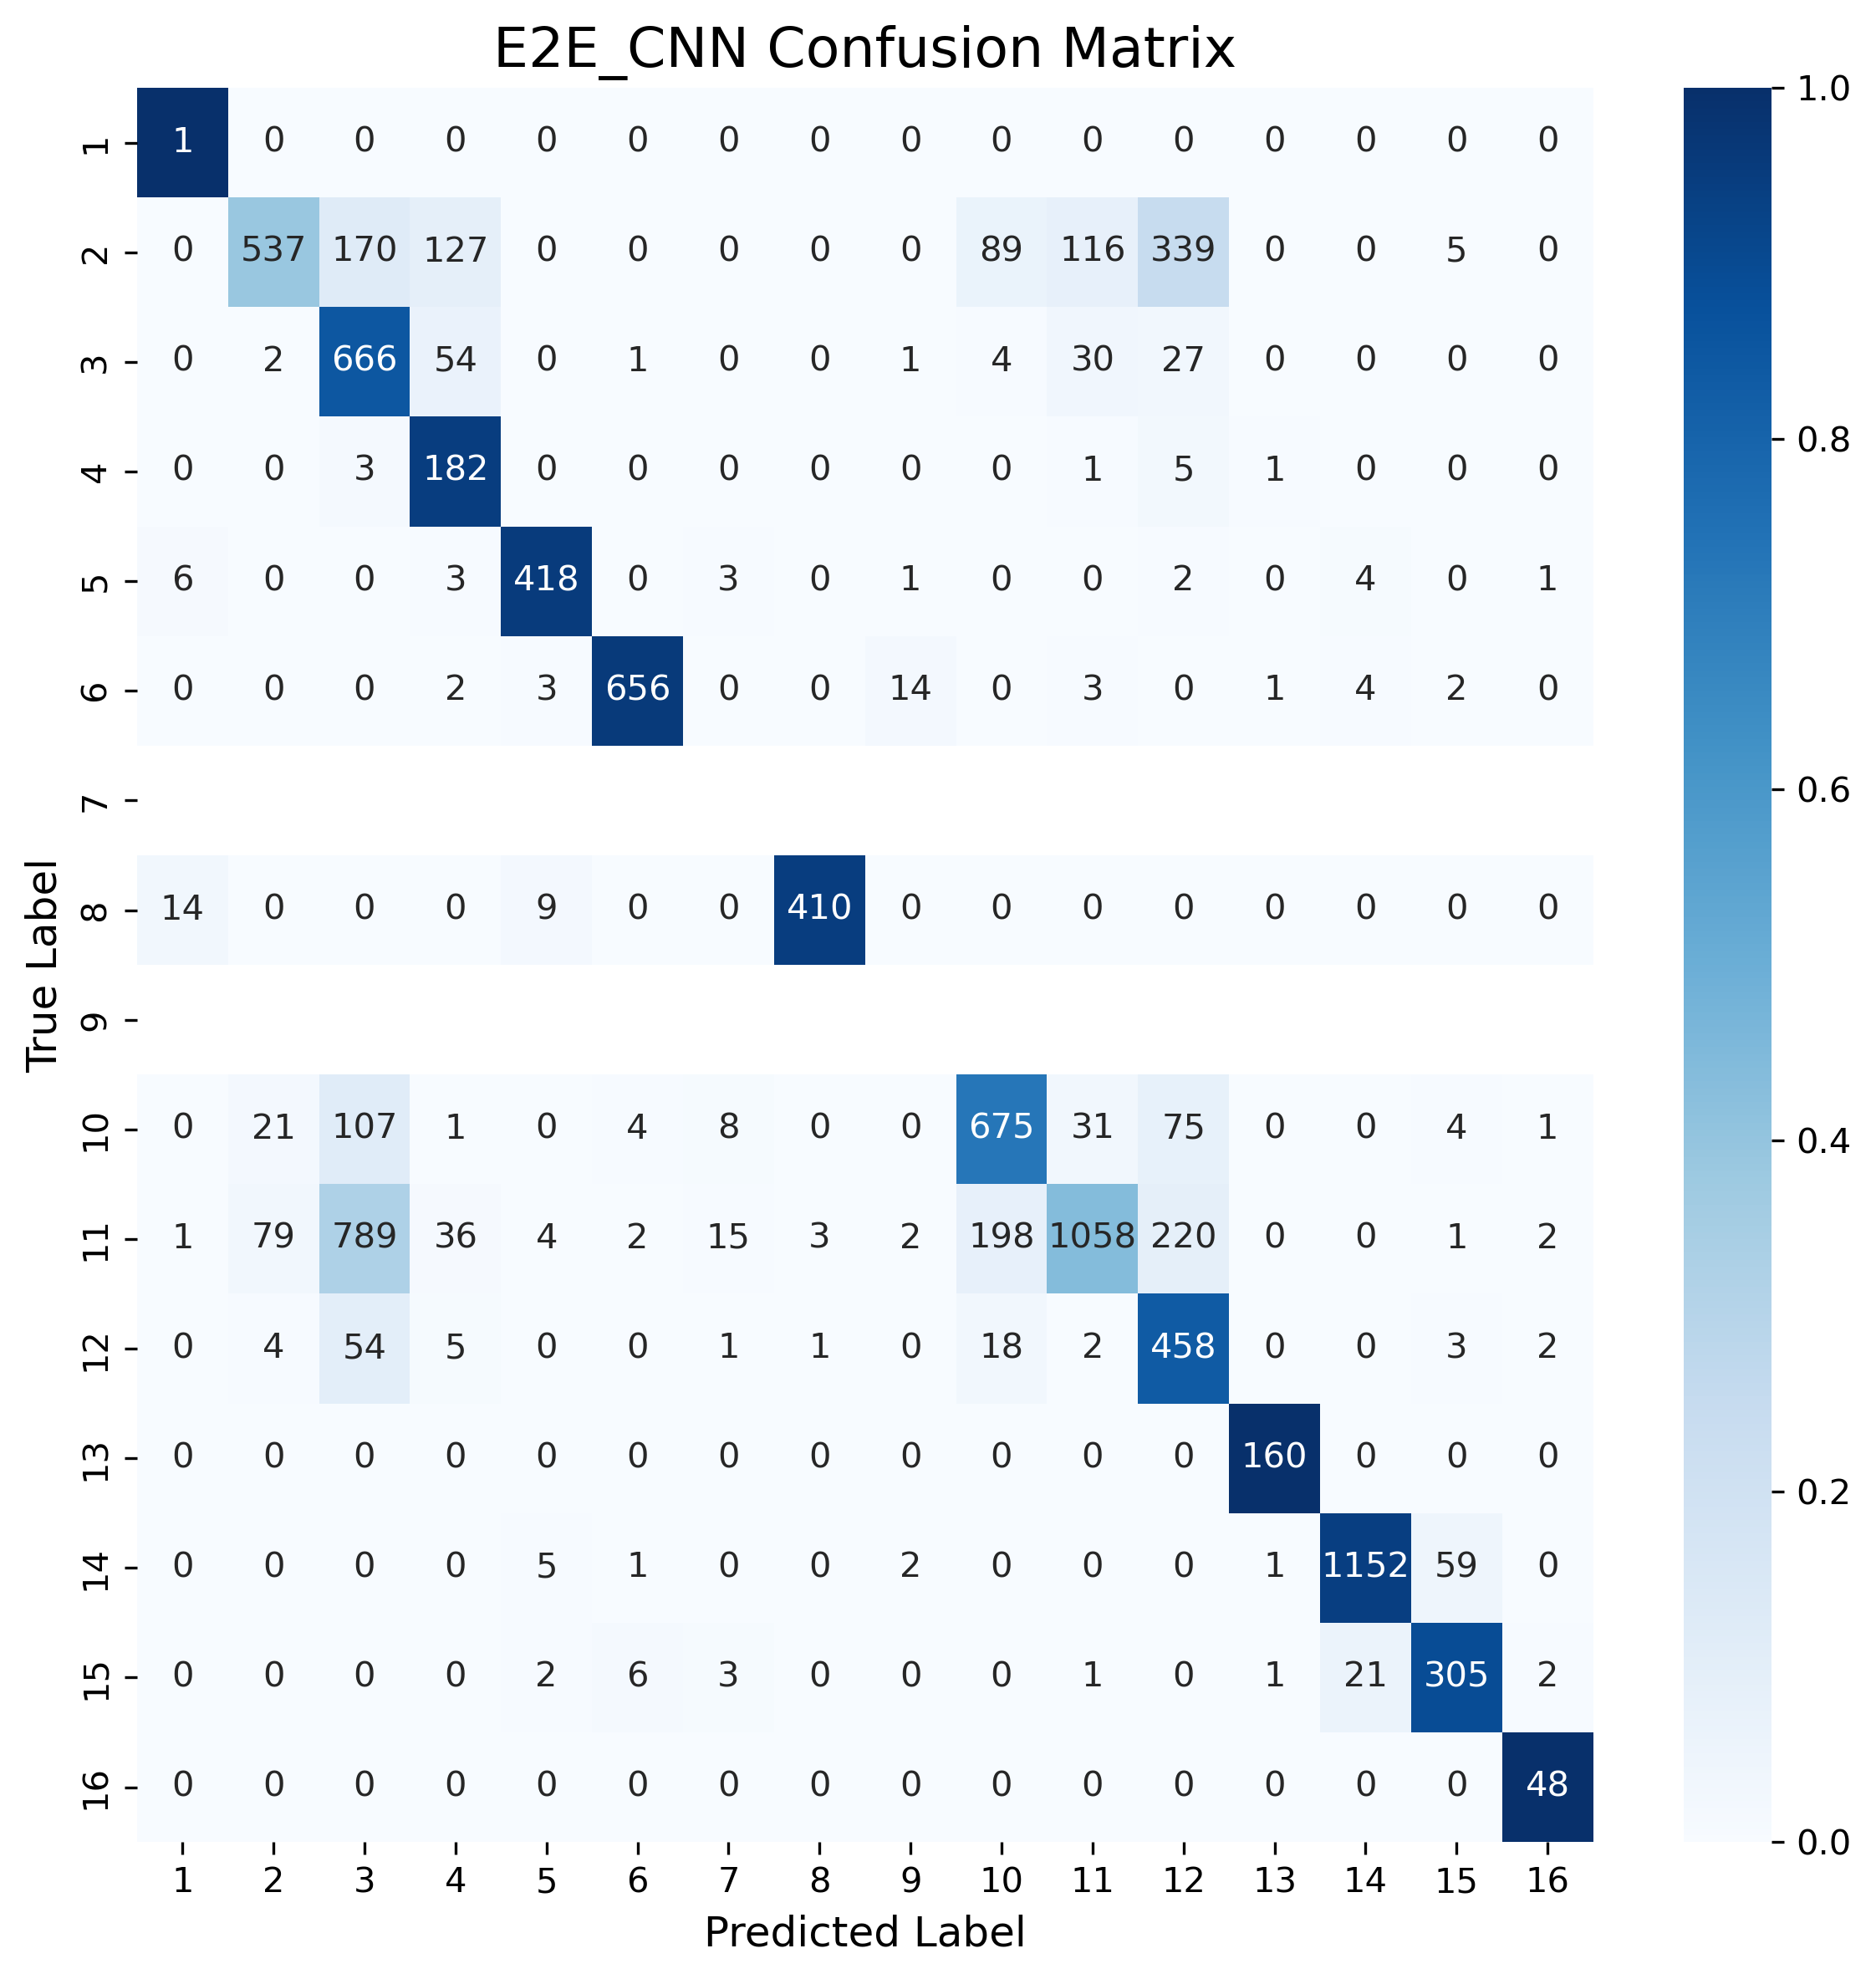 E2E_CNN Confusion Matrix
1 1 0 0 0 0 0 0 0 0 0 0 0 0 0 0 0
2 0 537 170 127 0 0 0 0 0 89 116 339 0 0 5 0
3 0 2 666 54 0 1 0 0 1 4 30 27 0 0 0 0
4 0 0 3 182 0 0 0 0 0 0 1 5 1 0 0 0
5 6 0 0 3 418 0 3 0 1 0 0 2 0 4 0 1
6 0 0 0 2 3 656 0 0 14 0 3 0 1 4 2 0
7
8 14 0 0 0 9 0 0 410 0 0 0 0 0 0 0 0
9
10 0 21 107 1 0 4 8 0 0 675 31 75 0 0 4 1
11 1 79 789 36 4 2 15 3 2 198 1058 220 0 0 1 2
12 0 4 54 5 0 0 1 1 0 18 2 458 0 0 3 2
13 0 0 0 0 0 0 0 0 0 0 0 0 160 0 0 0
14 0 0 0 0 5 1 0 0 2 0 0 0 1 1152 59 0
15 0 0 0 0 2 6 3 0 0 0 1 0 1 21 305 2
16 0 0 0 0 0 0 0 0 0 0 0 0 0 0 0 48
1 2 3 4 5 6 7 8 9 10 11 12 13 14 15 16
Predicted Label
True Label
1.0
0.8
0.6
0.4
0.2
0.0